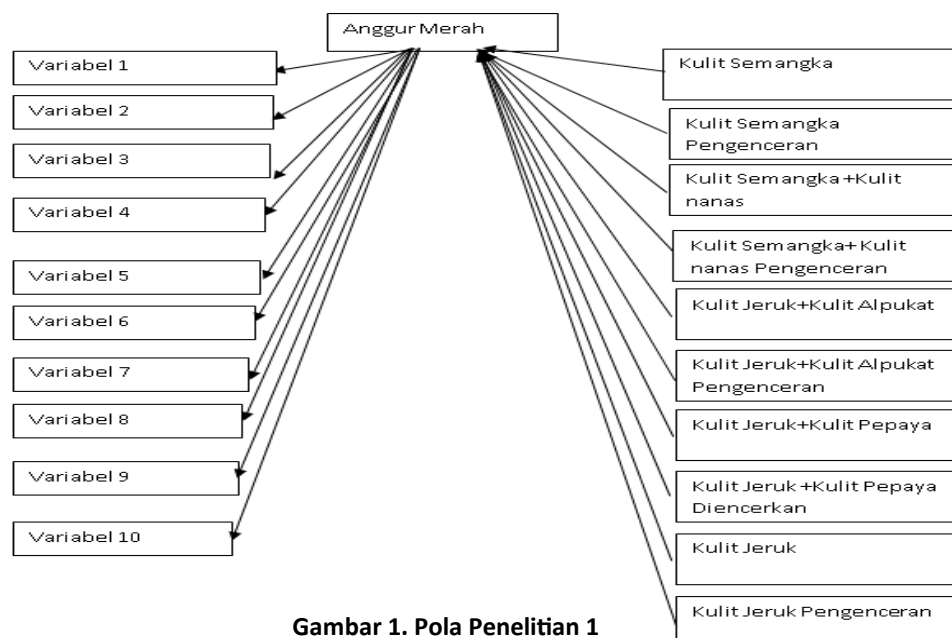 Anggur Merah
Variabel 1
Variabel 2
Variabel 3
Variabel 4
Variabel 5
Variabel 6
Variabel 7
Variabel 8
Variabel 9
Variabel 10
Kulit Semangka
Kulit Semangka
Pengenceran
Kulit Semangka +Kulit
nanas
Kulit Semangka+ Kulit
nanas Pengenceran
Kulit Jeruk+Kulit Alpukat
Kulit Jeruk+Kulit Alpukat
Pengenceran
Kulit Jeruk+Kulit Pepaya
Kulit Jeruk +Kulit Pepaya
Diencerkan
Kulit Jeruk
Kulit Jeruk Pengenceran
Gambar 1. Pola Penelitian 1